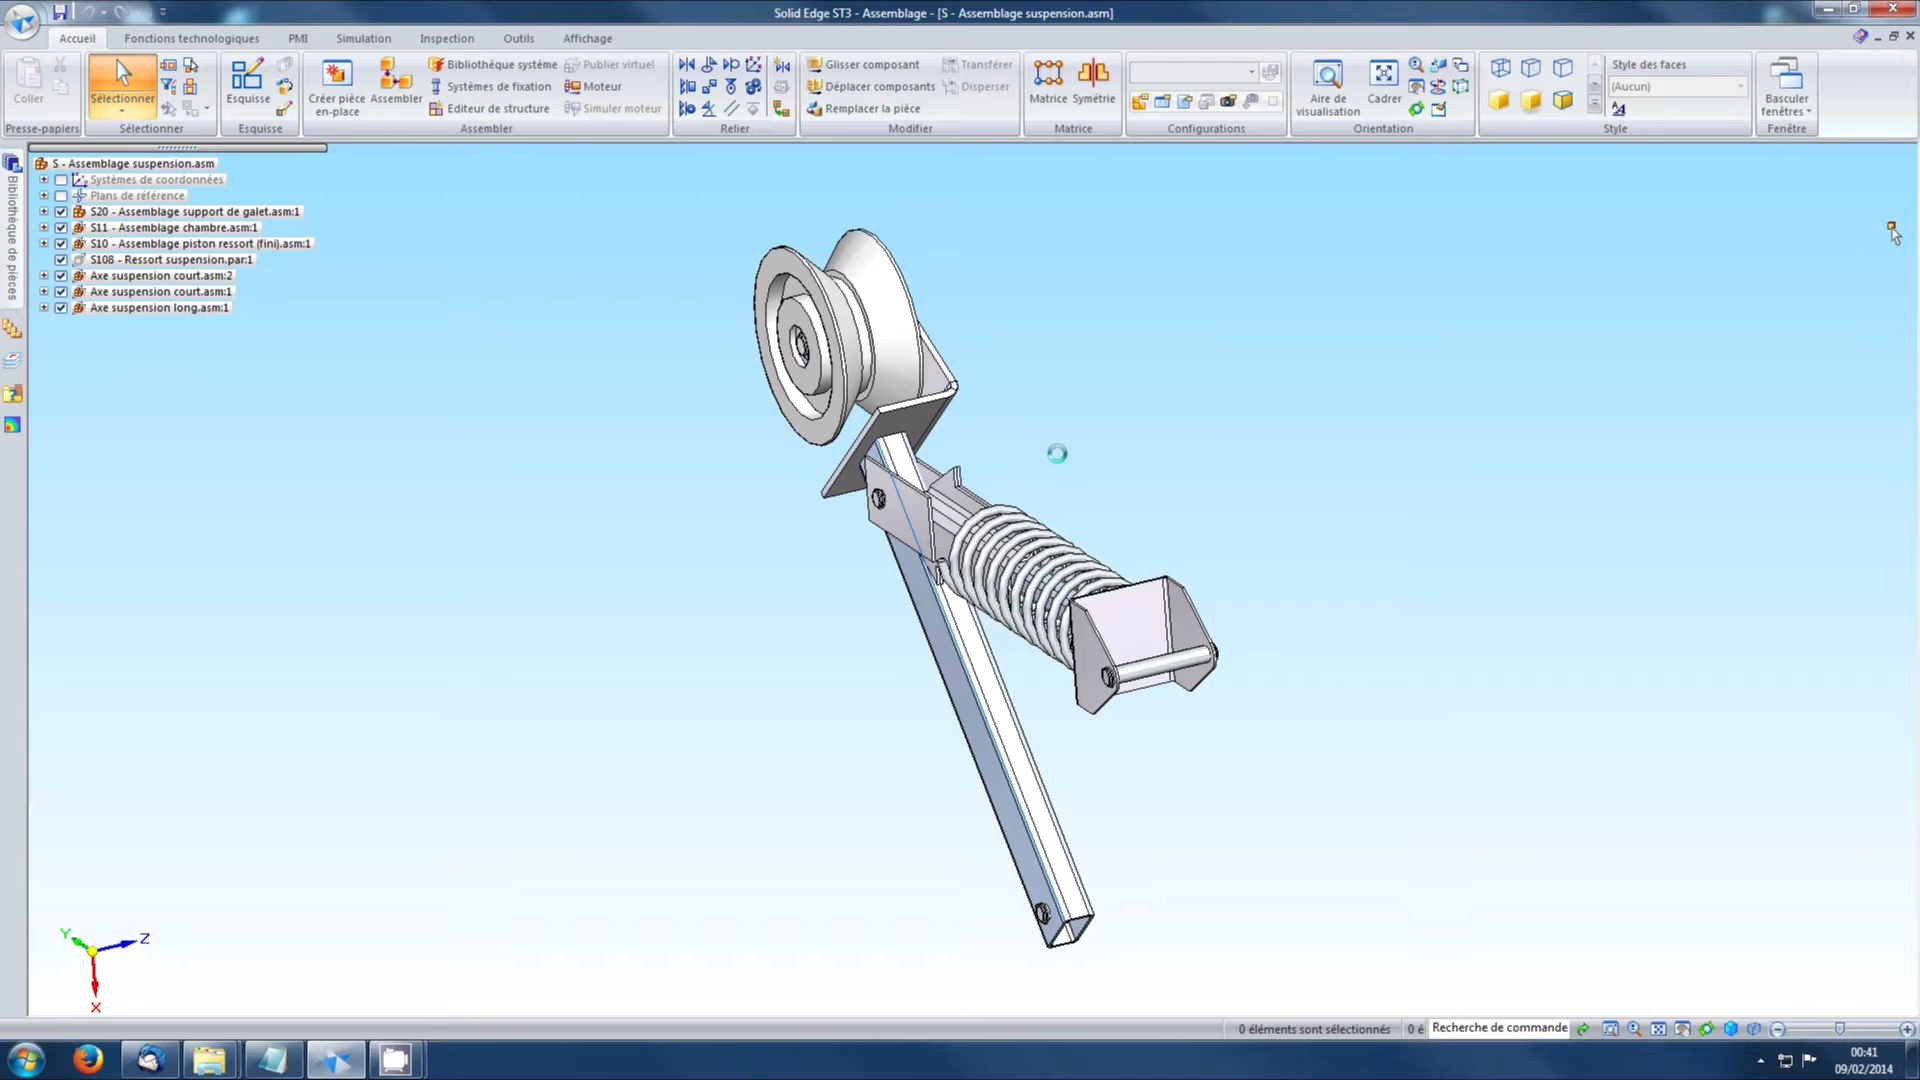 Solid Edge ST3 - Assemblage - [S - Assemblage suspension.asm]
Accueil
Fonctions technologiques
PMI
Simulation
Inspection
Outils
Affichage
Coller
Presse-papiers
Sélectionner
Sélectionner
Esquisse
Esquisse
Créer pièce
en-place
Assembler
Bibliothèque système
Systèmes de fixation
Editeur de structure
Publier virtuel
Moteur
Simuler moteur
Assembler
Relier
Glisser composant
Déplacer composants
Remplacer la pièce
Transférer
Disperser
Modifier
Matrice
Symétrie
Matrice
Configurations
Aire de
visualisation
Cadrer
Orientation
Style des faces
(Aucun)
Style
Basculer
fenêtres
Fenêtre
Bibliothèque de pièces
S - Assemblage suspension.asm
Systèmes de coordonnées
Plans de référence
S20 - Assemblage support de galet.asm:1
S11 - Assemblage chambre.asm:1
S10 - Assemblage piston ressort (fini).asm:1
S108 - Ressort suspension.par:1
Axe suspension court.asm:2
Axe suspension court.asm:1
Axe suspension long.asm:1
Y
Z
X
0 éléments sont sélectionnés
0 é
Recherche de commande
00:41
09/02/2014